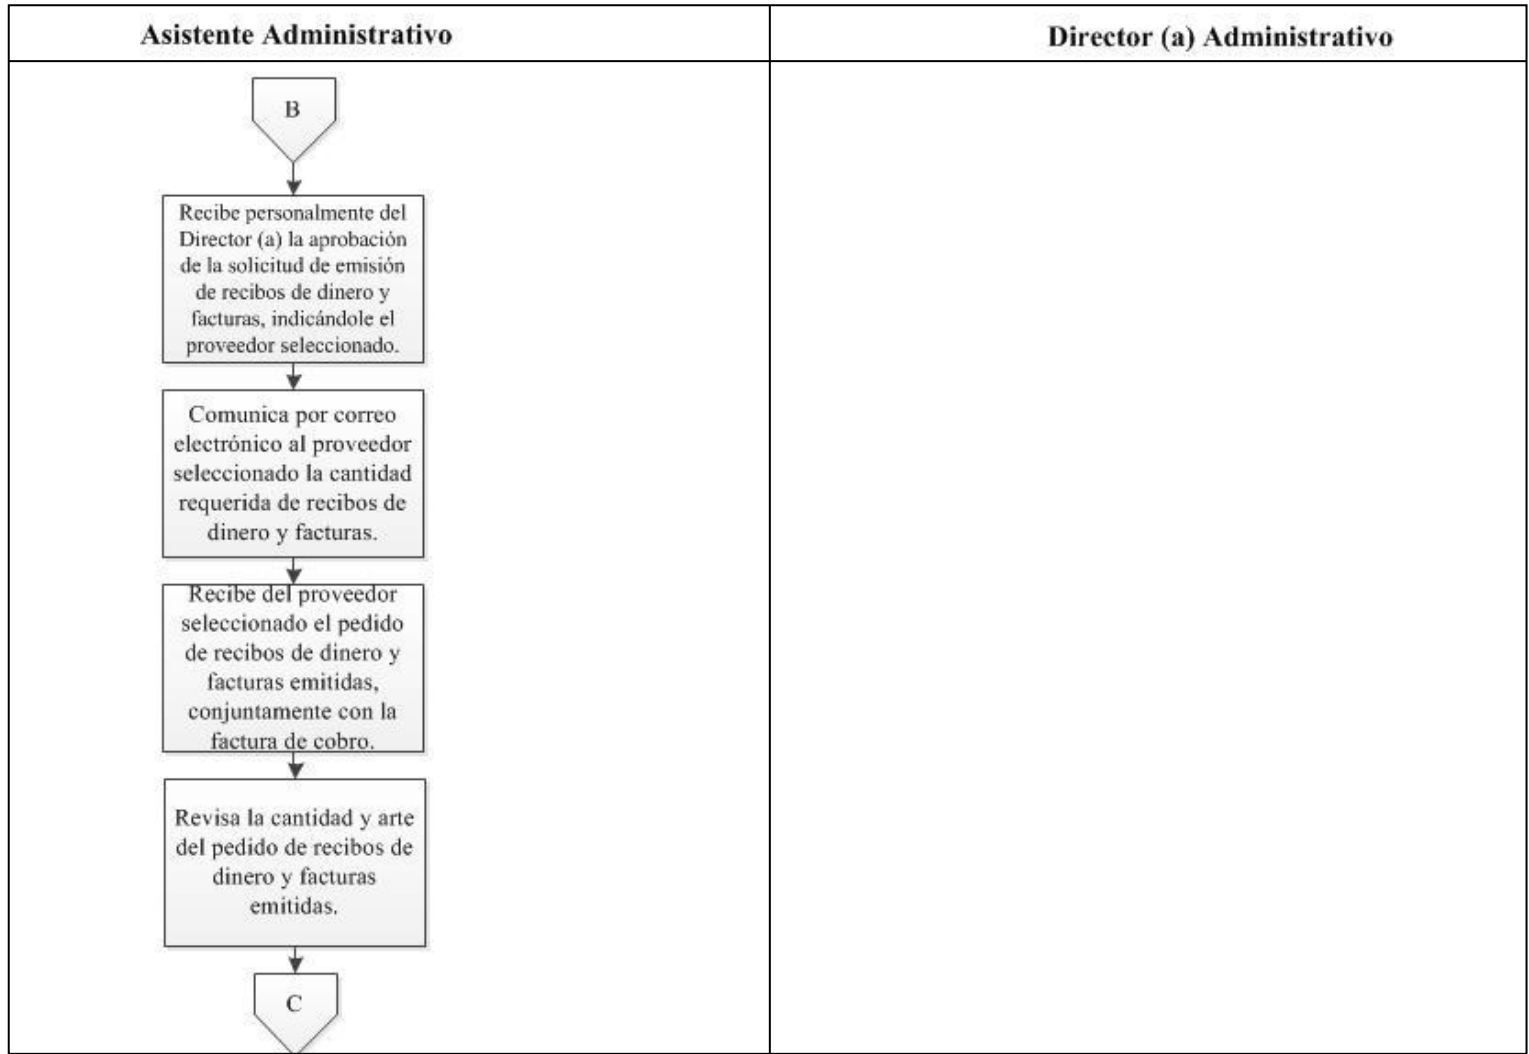 Asistente Administrativo
Director (a) Administrativo
B
Recibe personalmente del
Director (a) la aprobación
de la solicitud de emisión
de recibos de dinero y
facturas, indicándole el
proveedor seleccionado.
Comunica por correo
electrónico al proveedor
seleccionado la cantidad
requerida de recibos de
dinero y facturas.
Recibe del proveedor
seleccionado el pedido
de recibos de dinero y
facturas emitidas,
conjuntamente con la
factura de cobro.
Revisa la cantidad y arte
del pedido de recibos de
dinero y facturas
emitidas.
C